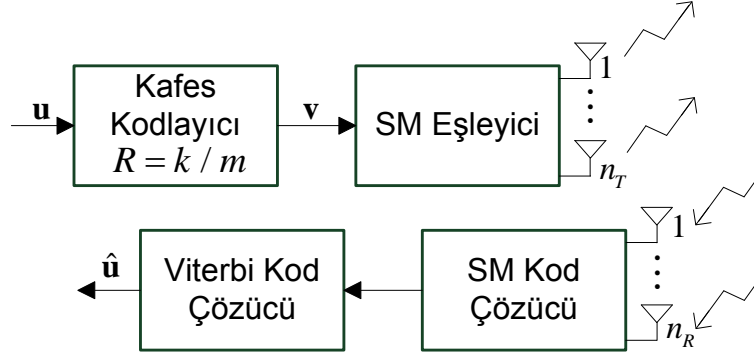 u
Kafes
Kodlayıcı
R = k / m
v
SM Eşleyici
1
n_T
û
Viterbi Kod
Çözücü
SM Kod
Çözücü
1
n_R